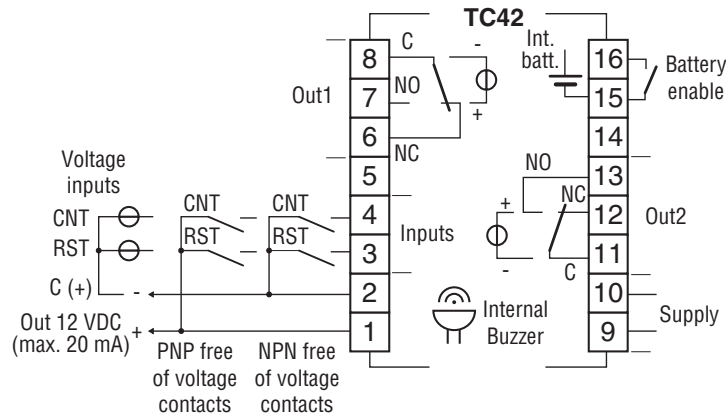 TC42
8
C
-
Int.
batt.
16
Battery
enable
Out1
7
NO
+
15
6
NC
14
Voltage
inputs
5
NO
13
CNT
CNT
CNT
4
+
NC
12
Out2
RST
RST
RST
3
Inputs
-
C
11
C (+)
-
2
Internal
Buzzer
10
Supply
Out 12 VDC
(max. 20 mA)
+
1
9
PNP free
of voltage
contacts
NPN free
of voltage
contacts